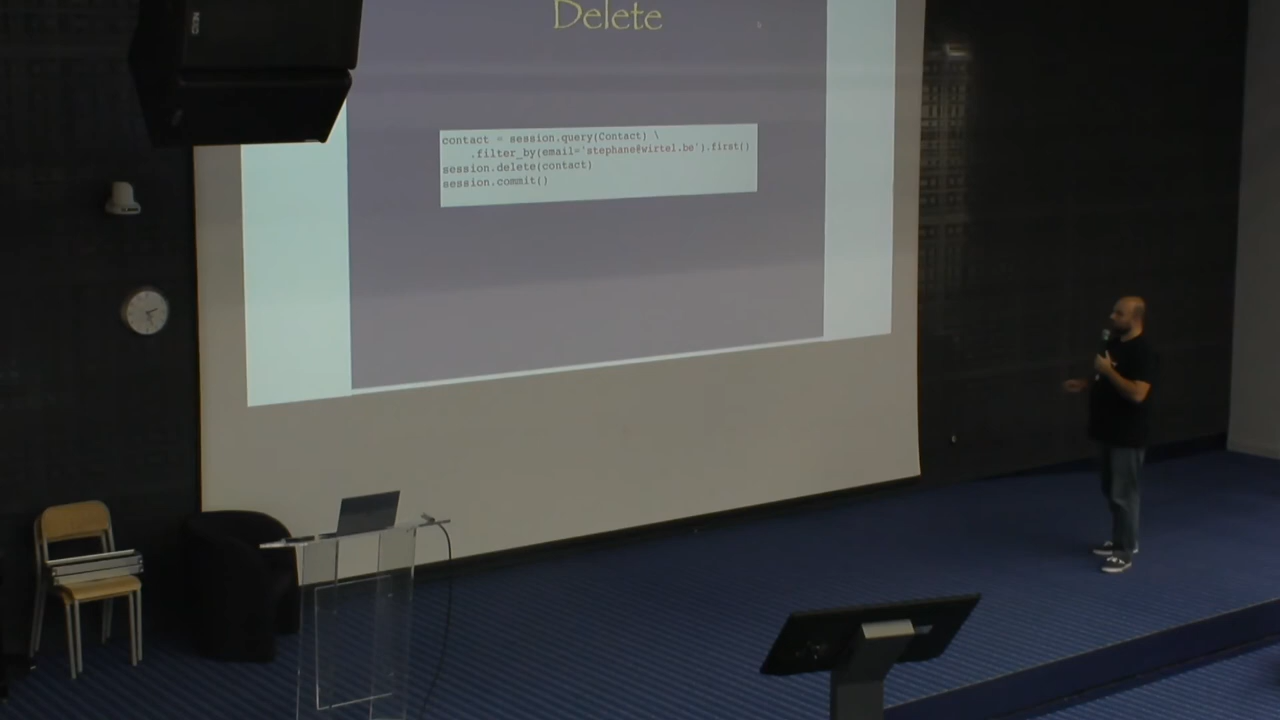 Delete
contact = session.query(Contact) \
.filter_by(email='stephane@wirtel.be').first()
session.delete(contact)
session.commit()